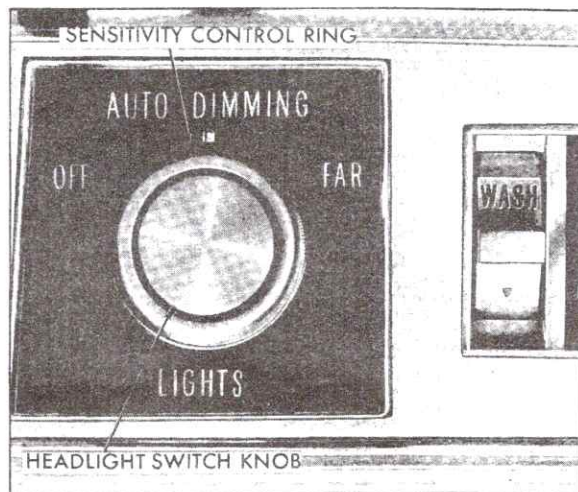 SENSITIVITY CONTROL RING
AUTO DIMMING
OFF
FAR
WASH
LIGHTS
HEADLIGHT SWITCH KNOB